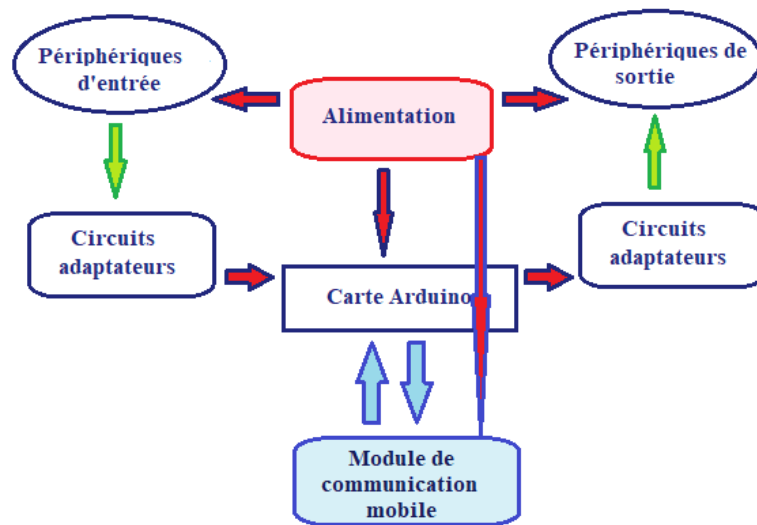 Périphériques
d'entrée
Alimentation
Périphériques de
sortie
Circuits
adaptateurs
Carte Arduino
Circuits
adaptateurs
Module de
communication
mobile